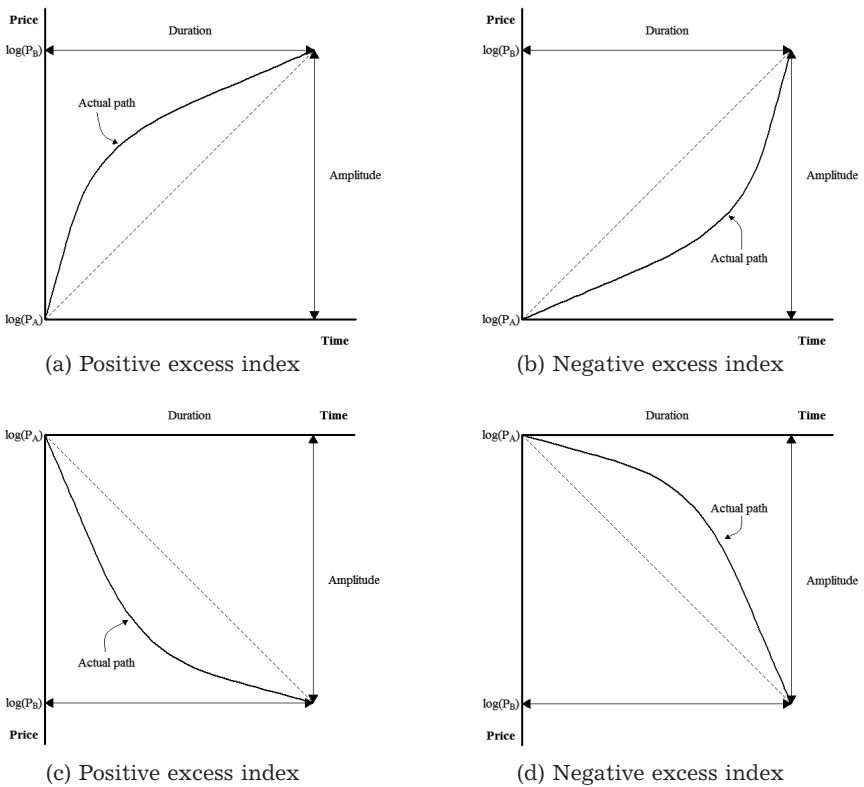 Price
Duration
log(P_B)
Actual path
Amplitude
log(P_A)
Time
(a) Positive excess index
Price
Duration
log(P_B)
Amplitude
Actual path
log(P_A)
Time
(b) Negative excess index
Duration
Time
log(P_A)
Amplitude
Actual path
log(P_B)
Price
(c) Positive excess index
Duration
Time
log(P_A)
Actual path
Amplitude
log(P_B)
Price
(d) Negative excess index